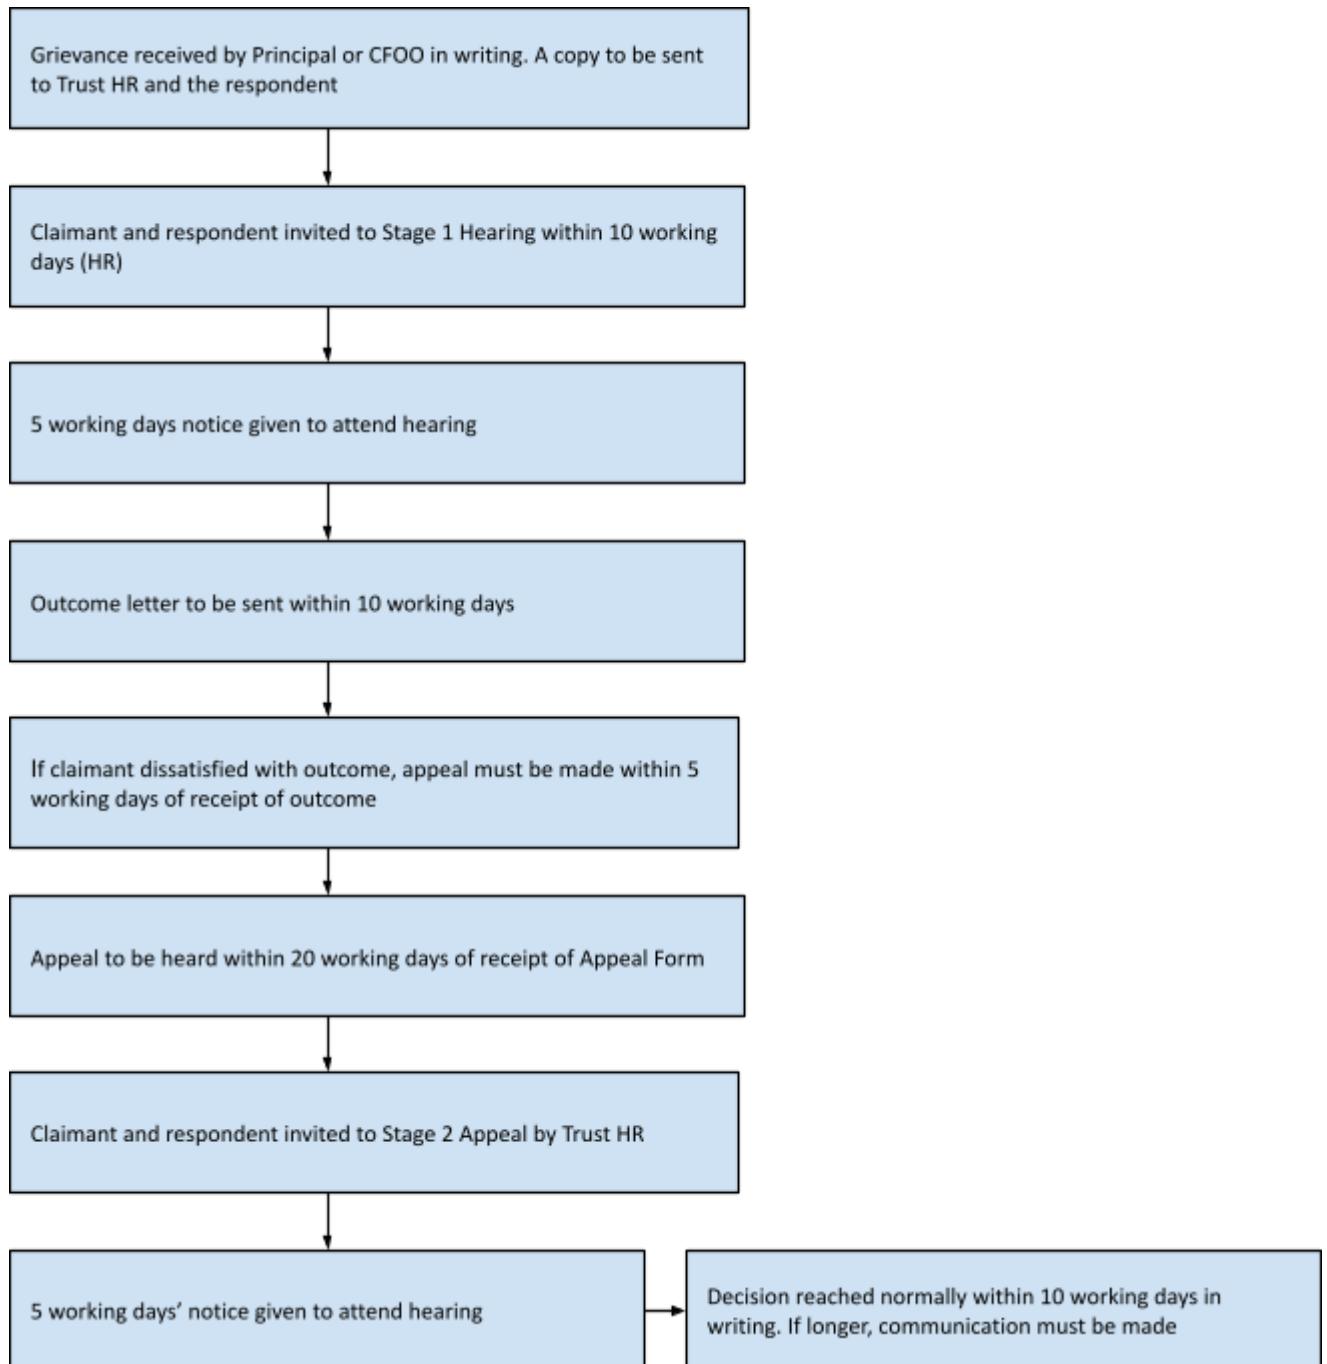 Grievance received by Principal or CFOO in writing. A copy to be sent
to Trust HR and the respondent
Claimant and respondent invited to Stage 1 Hearing within 10 working
days (HR)
5 working days notice given to attend hearing
Outcome letter to be sent within 10 working days
If claimant dissatisfied with outcome, appeal must be made within 5
working days of receipt of outcome
Appeal to be heard within 20 working days of receipt of Appeal Form
Claimant and respondent invited to Stage 2 Appeal by Trust HR
5 working days’ notice given to attend hearing
Decision reached normally within 10 working days in
writing. If longer, communication must be made